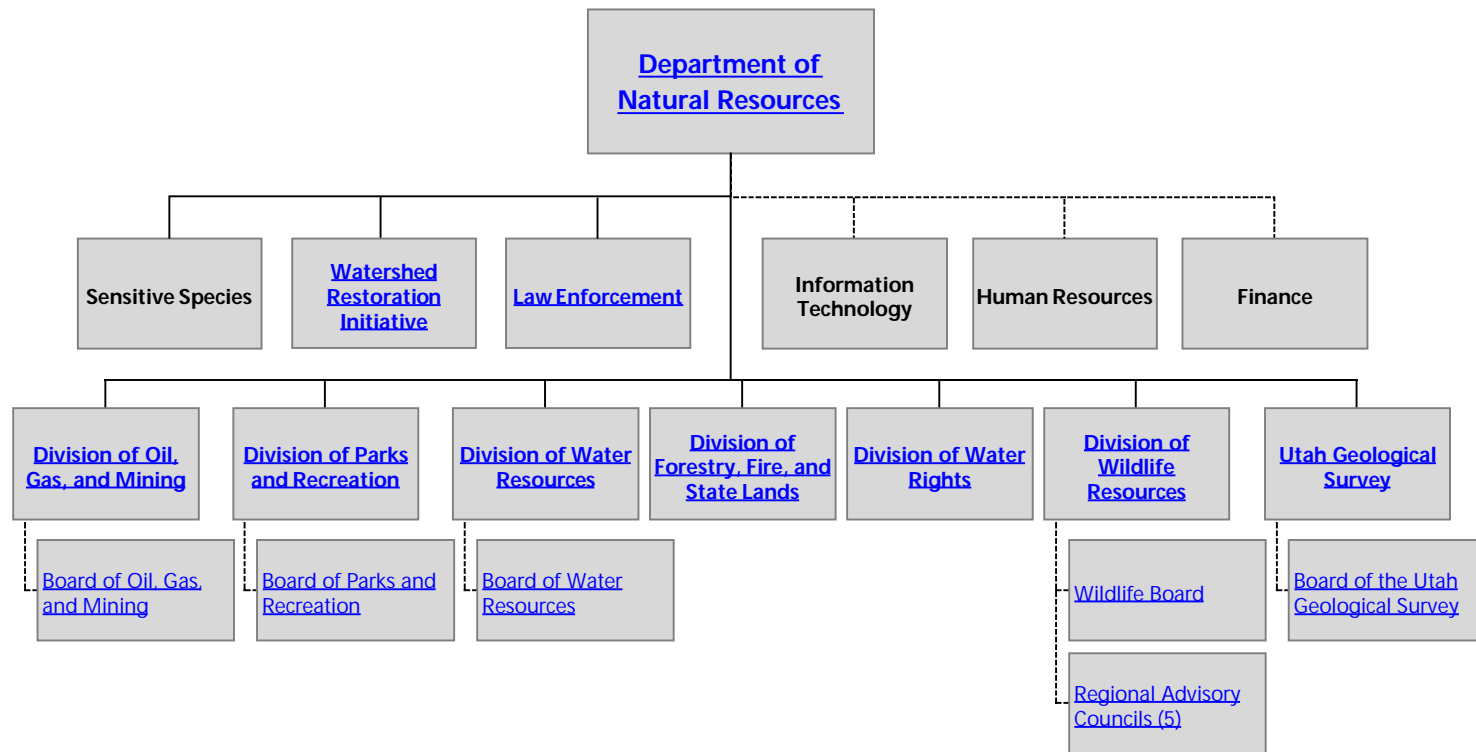 Department of
Natural Resources
Sensitive Species
Watershed
Restoration
Initiative
Law Enforcement
Information
Technology
Human Resources
Finance
Division of Oil,
Gas, and Mining
Division of Parks
and Recreation
Division of Water
Resources
Division of
Forestry, Fire, and
State Lands
Division of Water
Rights
Division of
Wildlife
Resources
Utah Geological
Survey
Board of Oil, Gas,
and Mining
Board of Parks and
Recreation
Board of Water
Resources
Wildlife Board
Board of the Utah
Geological Survey
Regional Advisory
Councils (5)